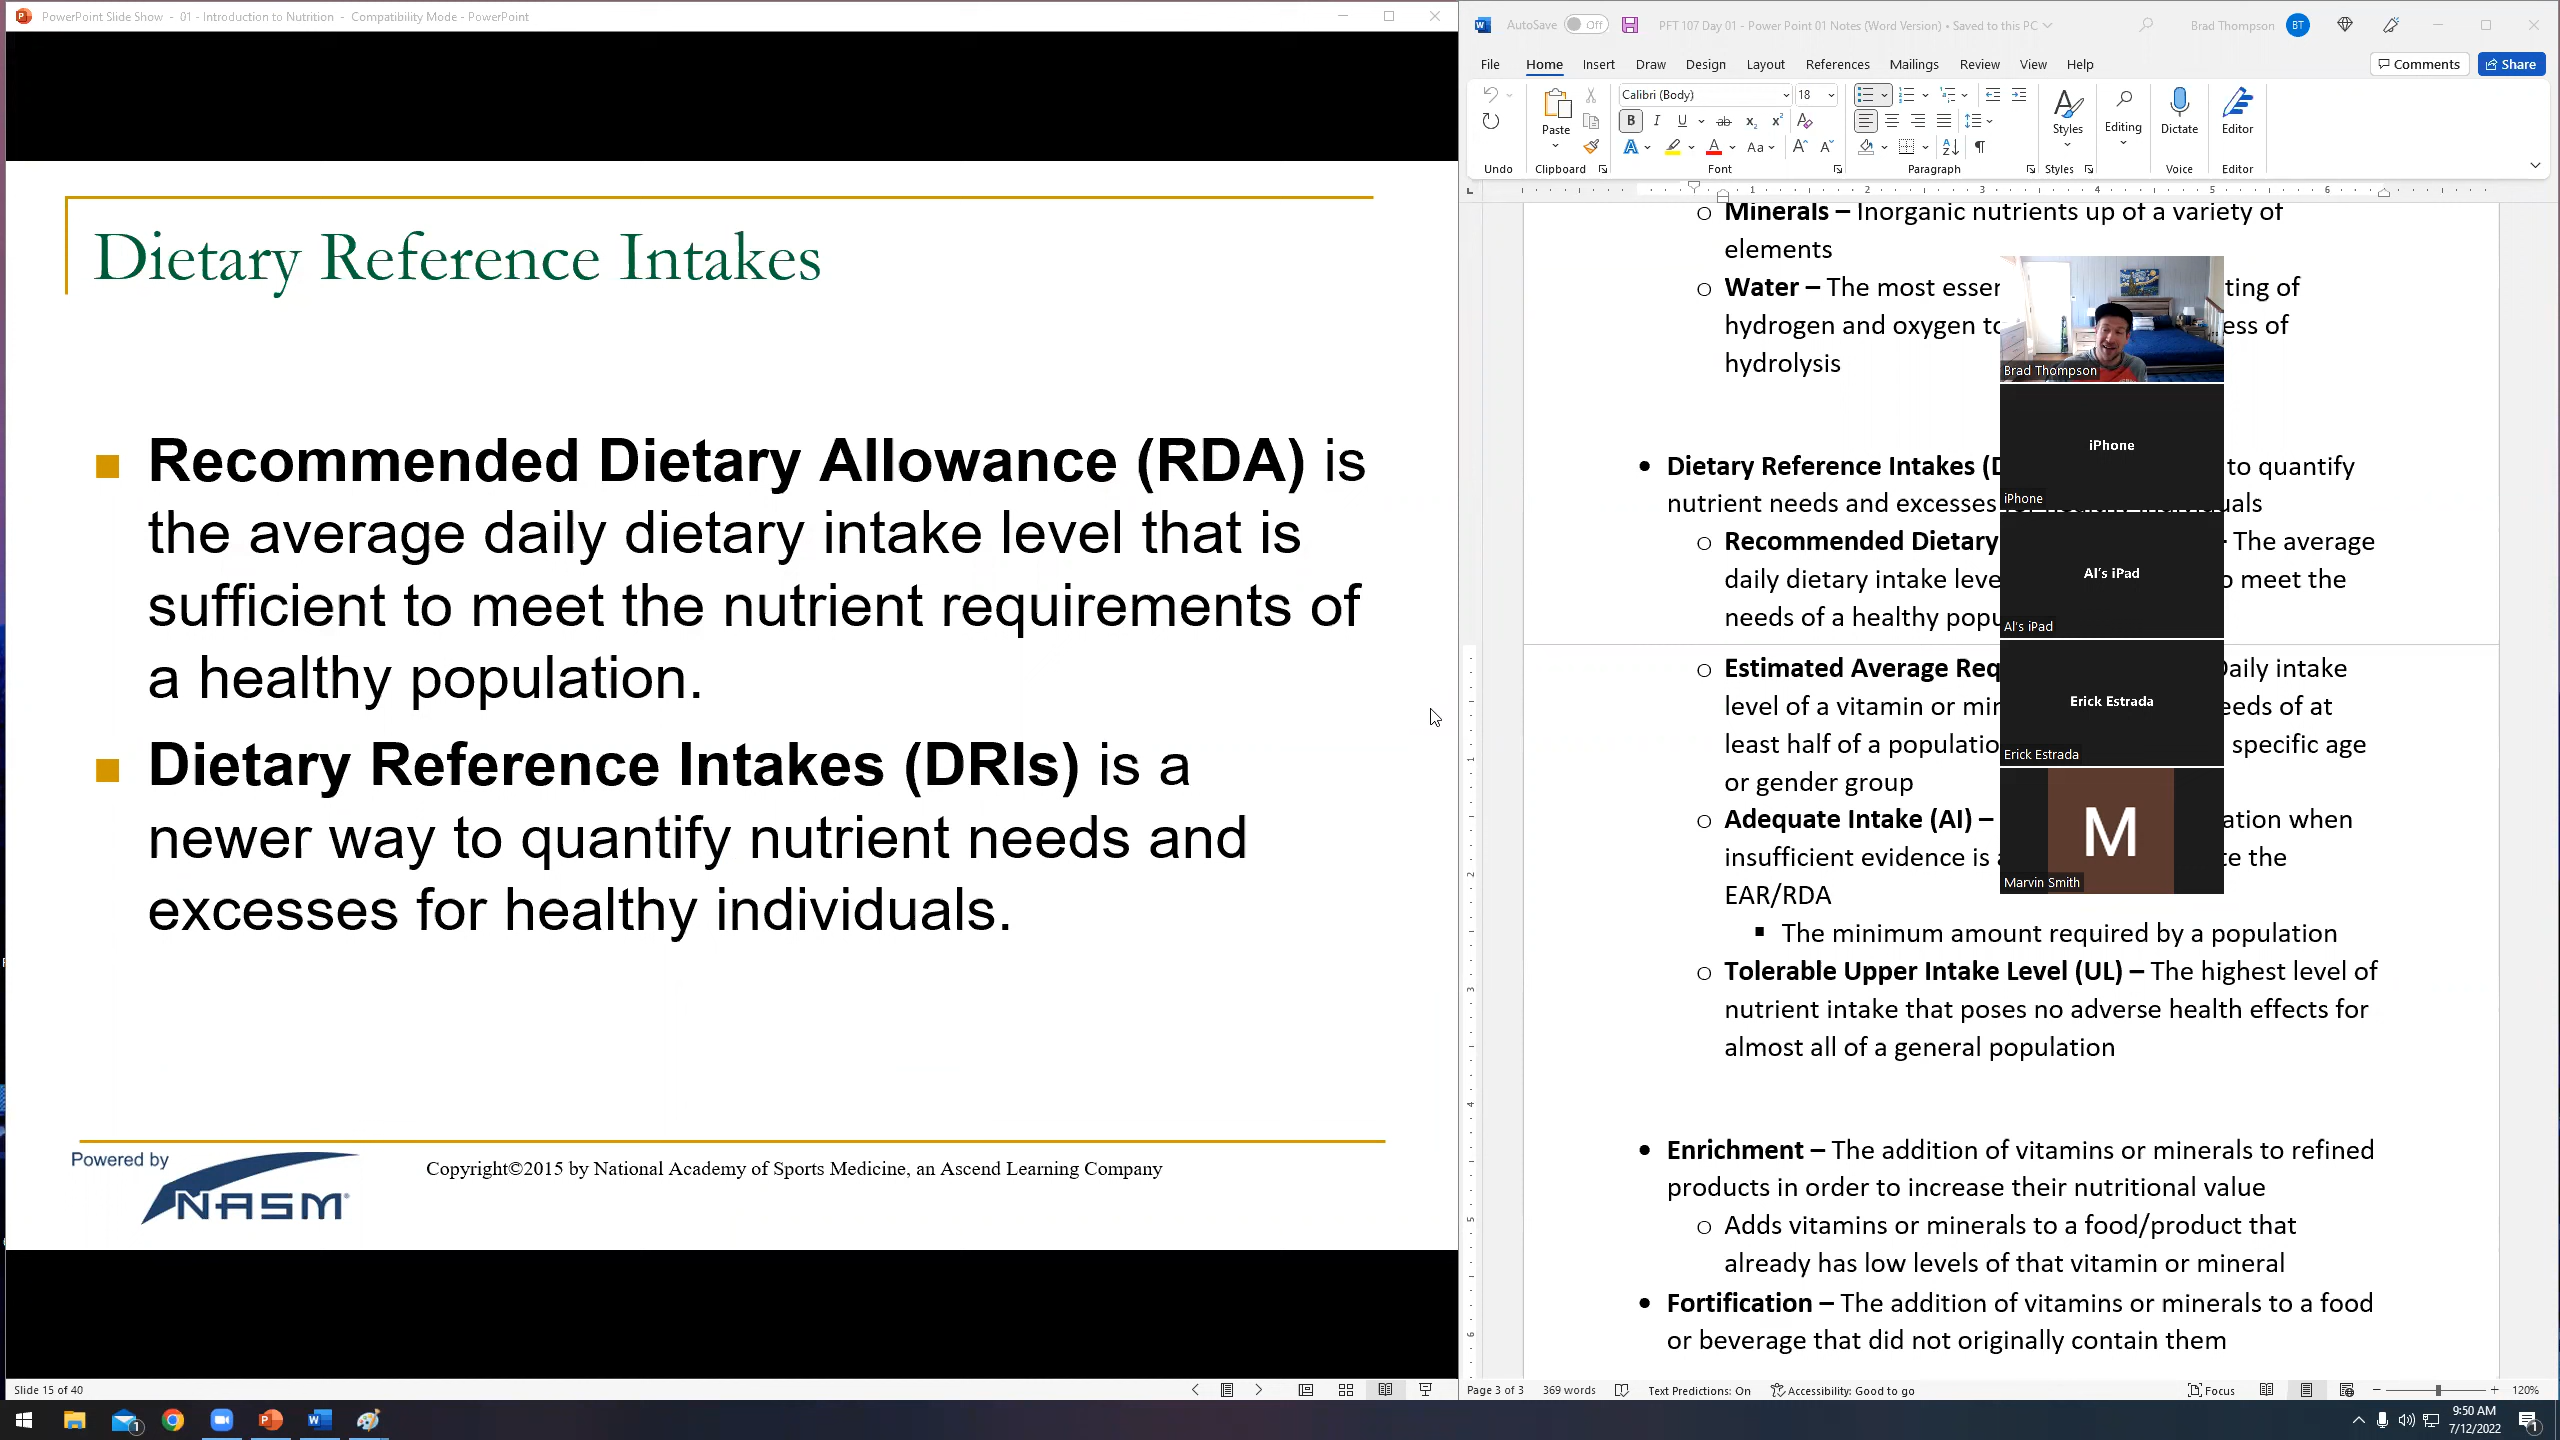 PowerPoint Slide Show - 01 - Introduction to Nutrition - Compatibility Mode - PowerPoint
Dietary Reference Intakes
Recommended Dietary Allowance (RDA) is
the average daily dietary intake level that is
sufficient to meet the nutrient requirements of
a healthy population.
Dietary Reference Intakes (DRIs) is a
newer way to quantify nutrient needs and
excesses for healthy individuals.
Powered by
NASM
Copyright©2015 by National Academy of Sports Medicine, an Ascend Learning Company
Slide 15 of 40
AutoSave Off
PFT 107 Day 01 - Power Point 01 Notes (Word Version) • Saved to this PC
Brad Thompson BT
File Home Insert Draw Design Layout References Mailings Review View Help
Comments Share
Calibri (Body) 18
Paste
Styles Editing Dictate Editor
Undo Clipboard Font Paragraph Styles Voice Editor
1 2 3 4 5 6
Minerals – Inorganic nutrients up of a variety of
elements
Water – The most ting of
hydrogen and oxygen ess of
hydrolysis
Dietary Reference Intakes to quantify
nutrient needs and excesses
Recommended Dietary – The average
daily dietary intake meet the
needs of a healthy
Estimated Average Daily intake
level of a vitamin or eeds of at
least half of a specific age
or gender group
Adequate Intake (AI) – ation when
insufficient evidence is the
EAR/RDA
The minimum amount required by a population
Tolerable Upper Intake Level (UL) – The highest level of
nutrient intake that poses no adverse health effects for
almost all of a general population
Enrichment – The addition of vitamins or minerals to refined
products in order to increase their nutritional value
Adds vitamins or minerals to a food/product that
already has low levels of that vitamin or mineral
Fortification – The addition of vitamins or minerals to a food
or beverage that did not originally contain them
Brad Thompson
iPhone
iPhone
Al's iPad
Al's iPad
Erick Estrada
Erick Estrada
M
Marvin Smith
Page 3 of 3 369 words Text Predictions: On Accessibility: Good to go Focus 120%
9:50 AM
7/12/2022